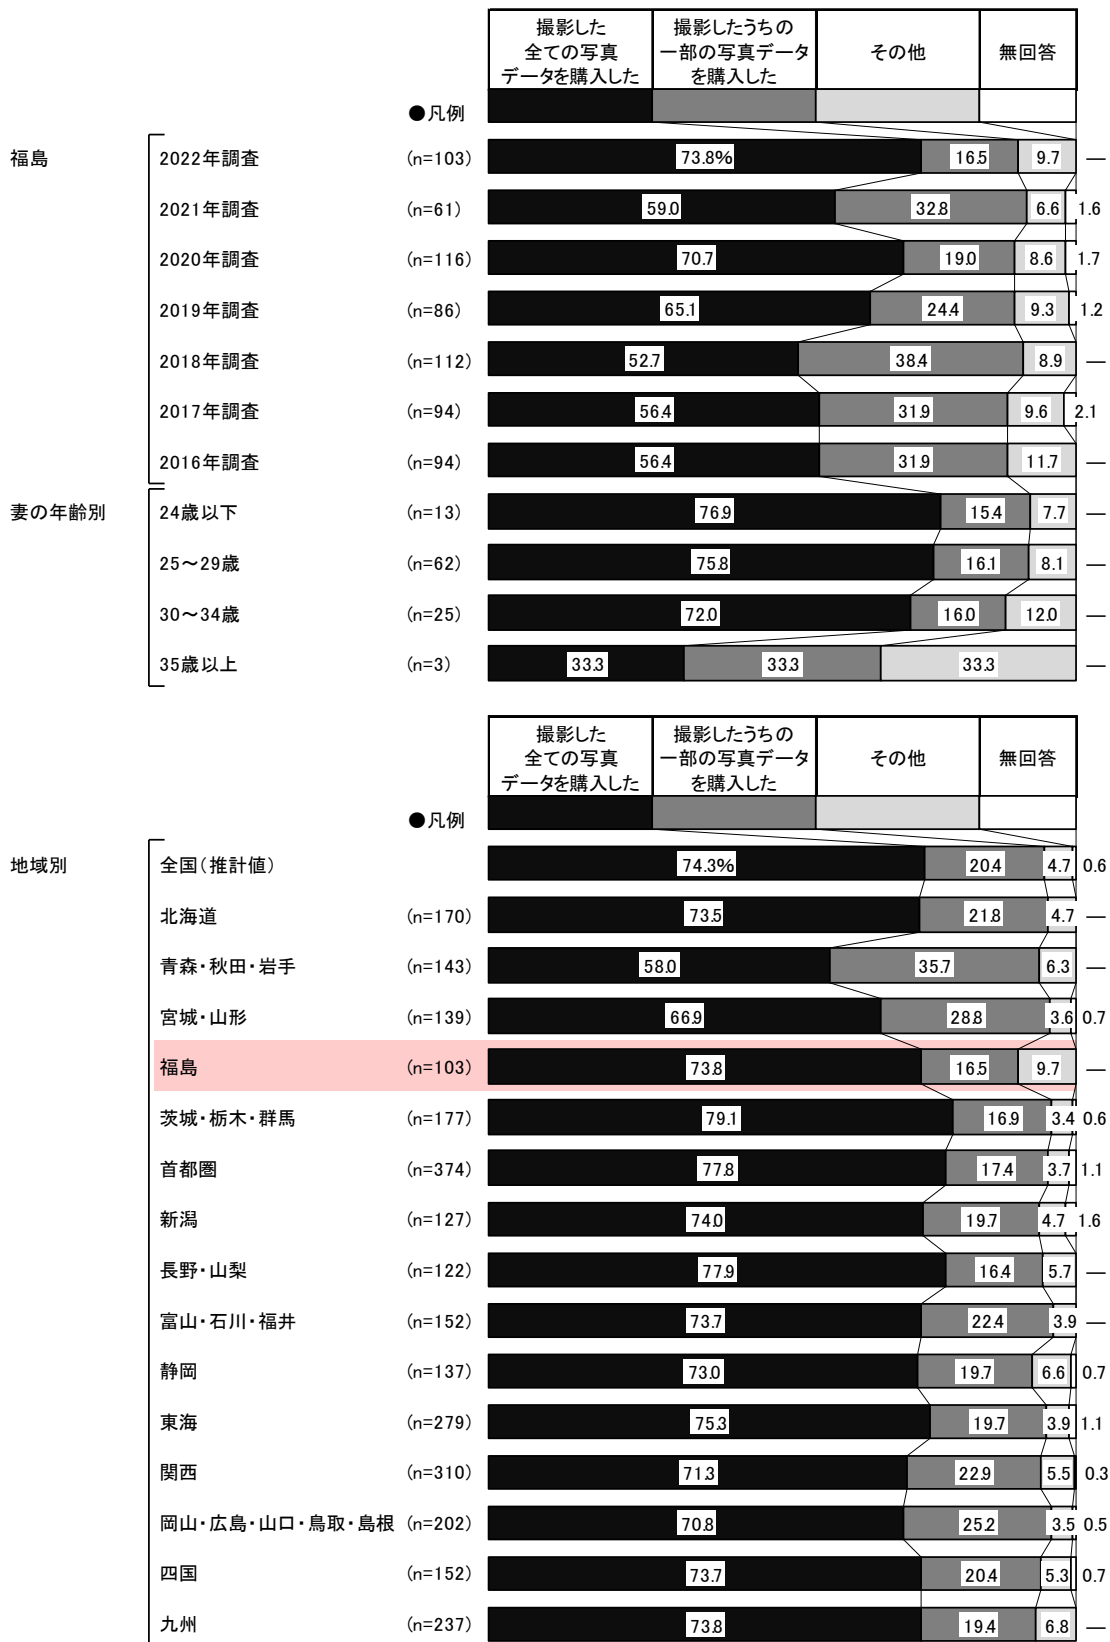 撮影した
全ての写真
データを購入した
撮影したうちの
一部の写真データ
を購入した
その他
無回答
●凡例
福島
2022年調査 (n=103) 73.8% 16.5 9.7 —
2021年調査 (n=61) 59.0 32.8 6.6 1.6
2020年調査 (n=116) 70.7 19.0 8.6 1.7
2019年調査 (n=86) 65.1 24.4 9.3 1.2
2018年調査 (n=112) 52.7 38.4 8.9 —
2017年調査 (n=94) 56.4 31.9 9.6 2.1
2016年調査 (n=94) 56.4 31.9 11.7 —
妻の年齢別
24歳以下 (n=13) 76.9 15.4 7.7 —
25～29歳 (n=62) 75.8 16.1 8.1 —
30～34歳 (n=25) 72.0 16.0 12.0 —
35歳以上 (n=3) 33.3 33.3 33.3 —
撮影した
全ての写真
データを購入した
撮影したうちの
一部の写真データ
を購入した
その他
無回答
●凡例
地域別
全国(推計値) 74.3% 20.4 4.7 0.6
北海道 (n=170) 73.5 21.8 4.7 —
青森・秋田・岩手 (n=143) 58.0 35.7 6.3 —
宮城・山形 (n=139) 66.9 28.8 3.6 0.7
福島 (n=103) 73.8 16.5 9.7 —
茨城・栃木・群馬 (n=177) 79.1 16.9 3.4 0.6
首都圏 (n=374) 77.8 17.4 3.7 1.1
新潟 (n=127) 74.0 19.7 4.7 1.6
長野・山梨 (n=122) 77.9 16.4 5.7 —
富山・石川・福井 (n=152) 73.7 22.4 3.9 —
静岡 (n=137) 73.0 19.7 6.6 0.7
東海 (n=279) 75.3 19.7 3.9 1.1
関西 (n=310) 71.3 22.9 5.5 0.3
岡山・広島・山口・鳥取・島根 (n=202) 70.8 25.2 3.5 0.5
四国 (n=152) 73.7 20.4 5.3 0.7
九州 (n=237) 73.8 19.4 6.8 —